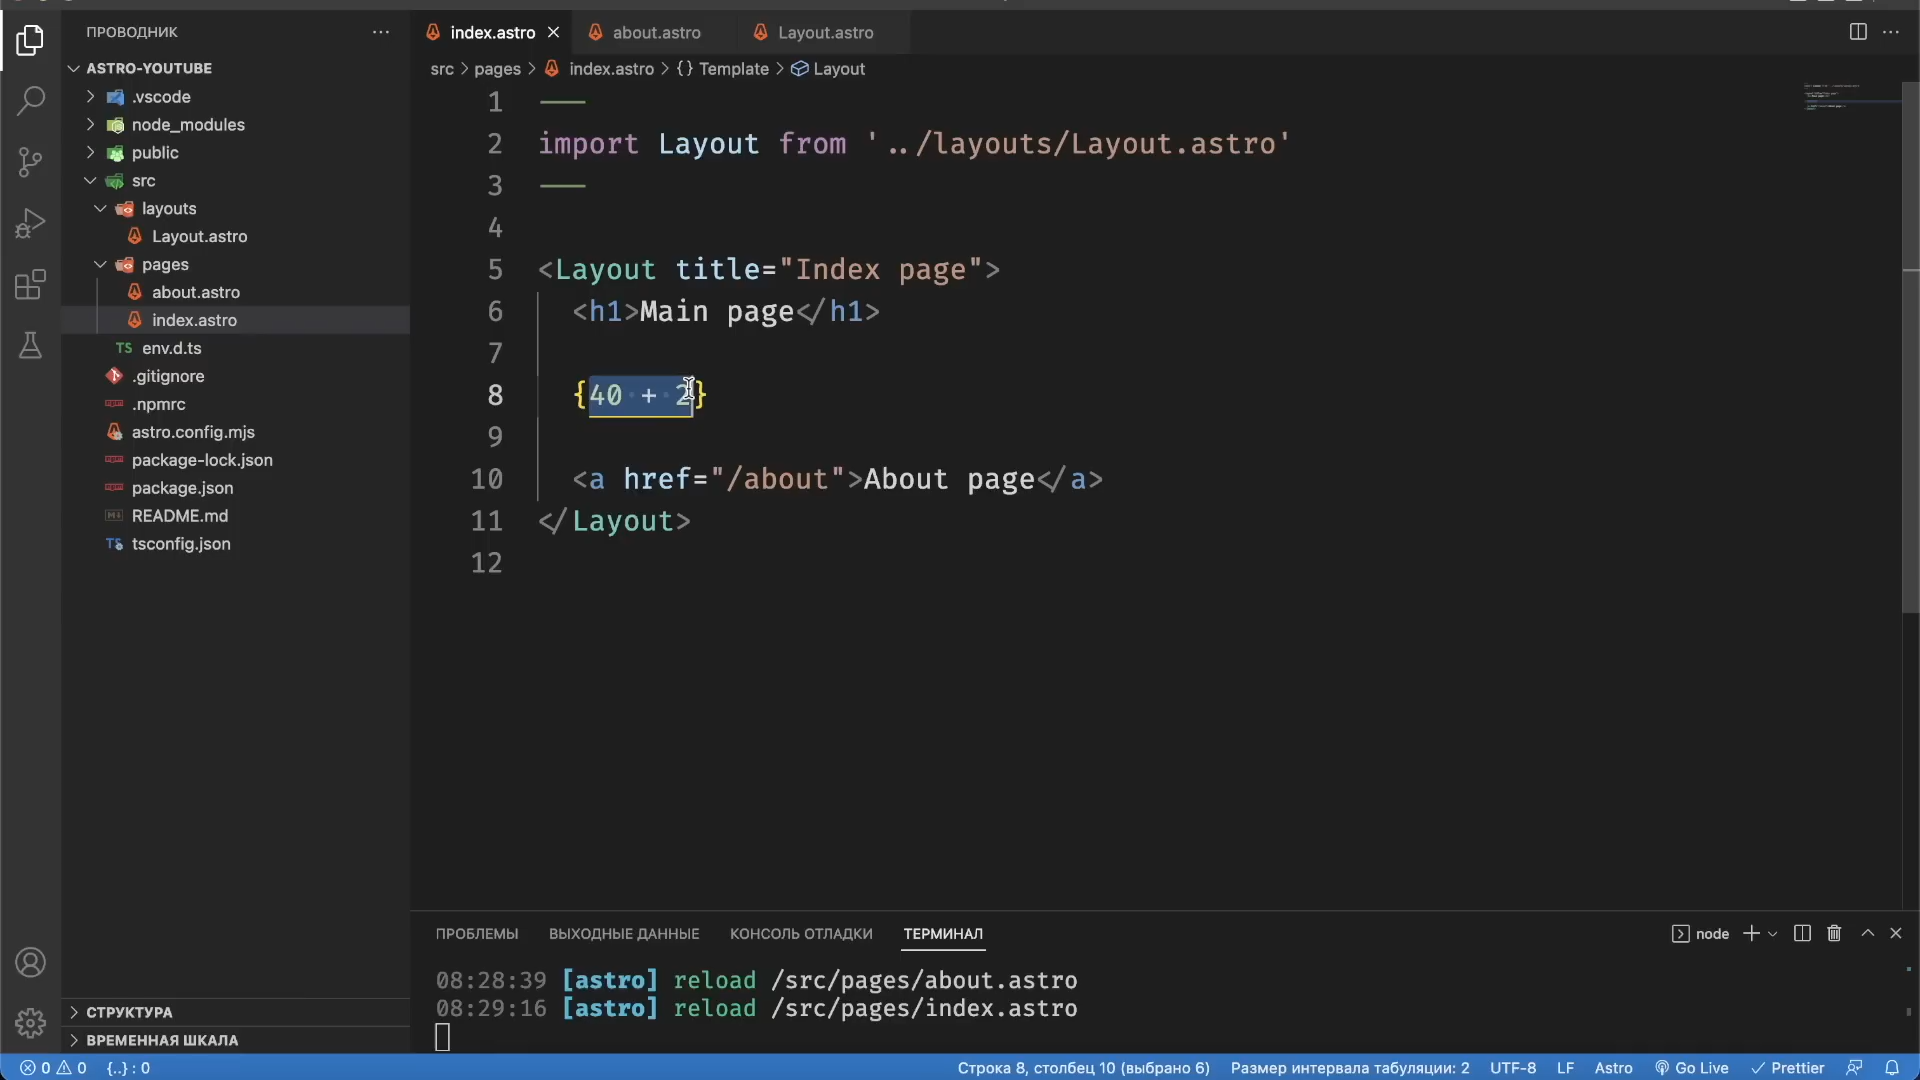 ПРОВОДНИК
ASTRO-YOUTUBE
.vscode
node_modules
public
src
layouts
Layout.astro
pages
about.astro
index.astro
TS env.d.ts
.gitignore
.npmrc
astro.config.mjs
package-lock.json
package.json
README.md
TS tsconfig.json
СТРУКТУРА
ВРЕМЕННАЯ ШКАЛА
index.astro about.astro Layout.astro
src > pages > index.astro > {} Template > Layout
1 ---
2 import Layout from '../layouts/Layout.astro'
3 ---
4
5 <Layout title="Index page">
6 <h1>Main page</h1>
7
8 {40 + 2}
9
10 <a href="/about">About page</a>
11 </Layout>
12
ПРОБЛЕМЫ ВЫХОДНЫЕ ДАННЫЕ КОНСОЛЬ ОТЛАДКИ ТЕРМИНАЛ node
08:28:39 [astro] reload /src/pages/about.astro
08:29:16 [astro] reload /src/pages/index.astro
0 0 {..} : 0 Строка 8, столбец 10 (выбрано 6) Размер интервала табуляции: 2 UTF-8 LF Astro Go Live Prettier